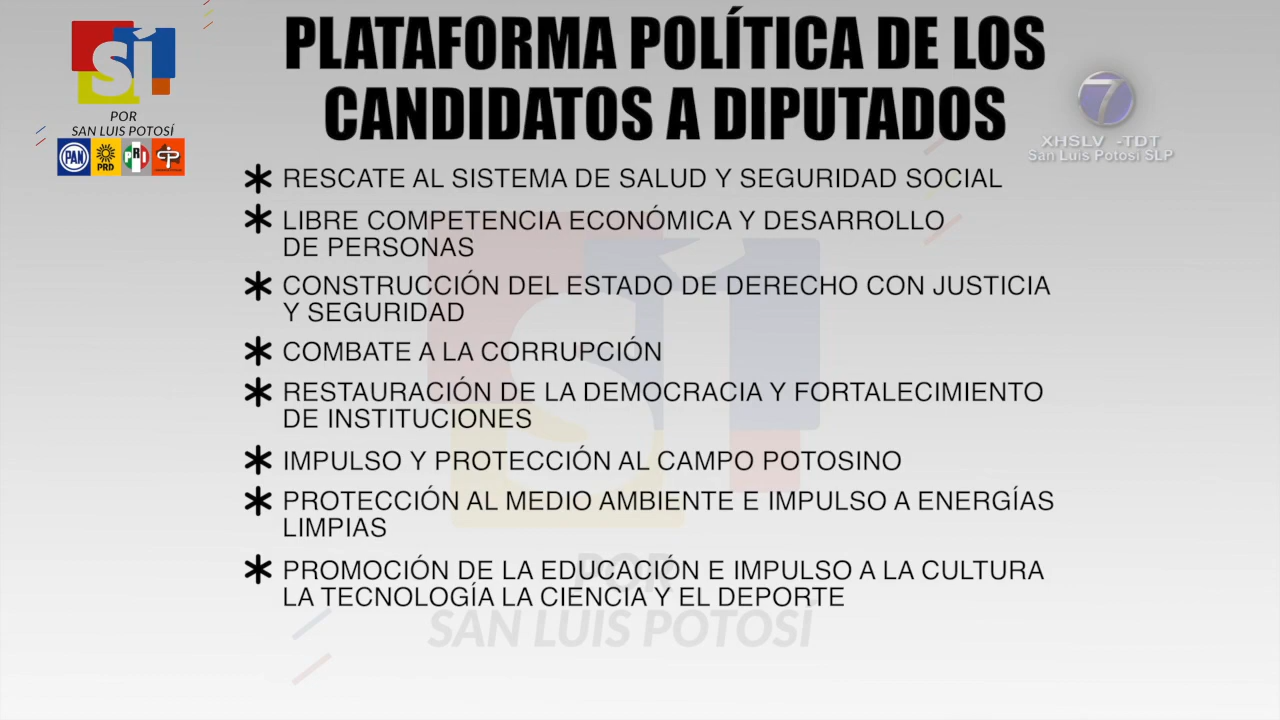 PLATAFORMA POLÍTICA DE LOS
CANDIDATOS A DIPUTADOS
SÍ
POR
SAN LUIS POTOSÍ
PAN
PRD
PRI
7
XHSLV -TDT
San Luis Potosí SLP
* RESCATE AL SISTEMA DE SALUD Y SEGURIDAD SOCIAL
* LIBRE COMPETENCIA ECONÓMICA Y DESARROLLO
DE PERSONAS
* CONSTRUCCIÓN DEL ESTADO DE DERECHO CON JUSTICIA
Y SEGURIDAD
* COMBATE A LA CORRUPCIÓN
* RESTAURACIÓN DE LA DEMOCRACIA Y FORTALECIMIENTO
DE INSTITUCIONES
* IMPULSO Y PROTECCIÓN AL CAMPO POTOSINO
* PROTECCIÓN AL MEDIO AMBIENTE E IMPULSO A ENERGÍAS
LIMPIAS
* PROMOCIÓN DE LA EDUCACIÓN E IMPULSO A LA CULTURA
LA TECNOLOGÍA LA CIENCIA Y EL DEPORTE
SÍ
POR
SAN LUIS POTOSÍ